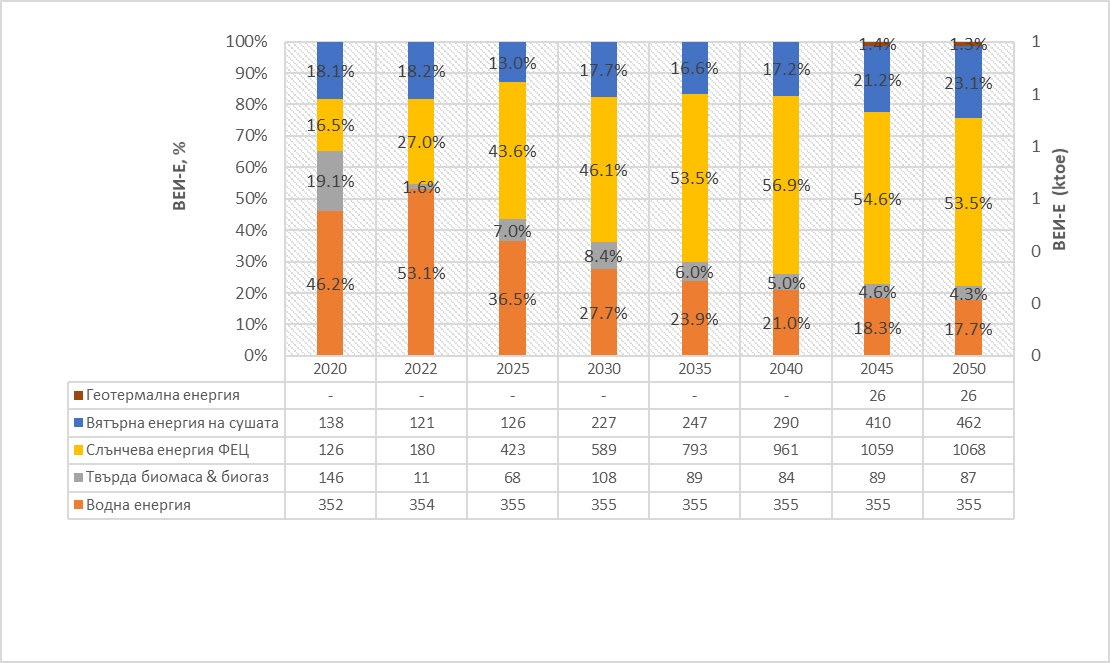 100%
90%
80%
70%
60%
50%
40%
30%
20%
10%
0%
ВЕИ-Е, %
1
1
1
1
0
0
0
ВЕИ-Е (ktoe)
1.4% 1.3%
18.1% 18.2% 13.0% 17.7% 16.6% 17.2% 21.2% 23.1%
16.5% 27.0% 43.6% 46.1% 53.5% 56.9% 54.6% 53.5%
19.1% 1.6% 7.0% 8.4% 6.0% 5.0% 4.6% 4.3%
46.2% 53.1% 36.5% 27.7% 23.9% 21.0% 18.3% 17.7%
2020 2022 2025 2030 2035 2040 2045 2050
Геотермална енергия - - - - - - 26 26
Вятърна енергия на сушата 138 121 126 227 247 290 410 462
Слънчева енергия ФЕЦ 126 180 423 589 793 961 1059 1068
Твърда биомаса & биогаз 146 11 68 108 89 84 89 87
Водна енергия 352 354 355 355 355 355 355 355